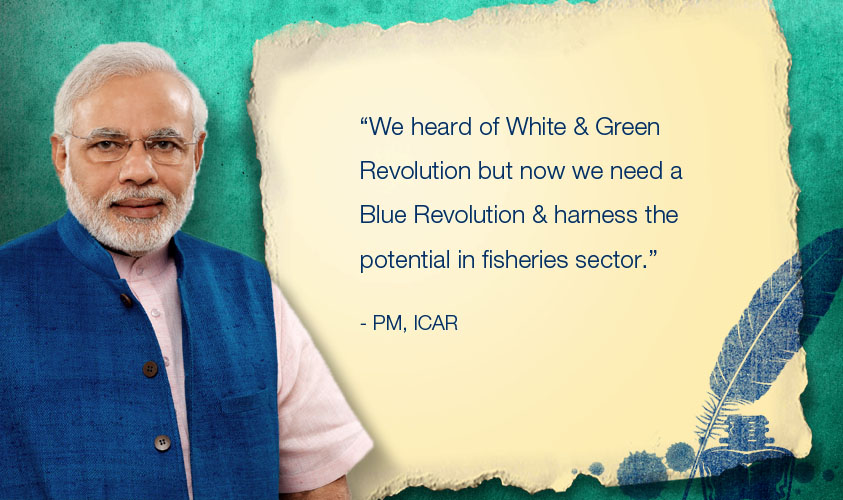 “We heard of White & Green
Revolution but now we need a
Blue Revolution & harness the
potential in fisheries sector.”
- PM, ICAR